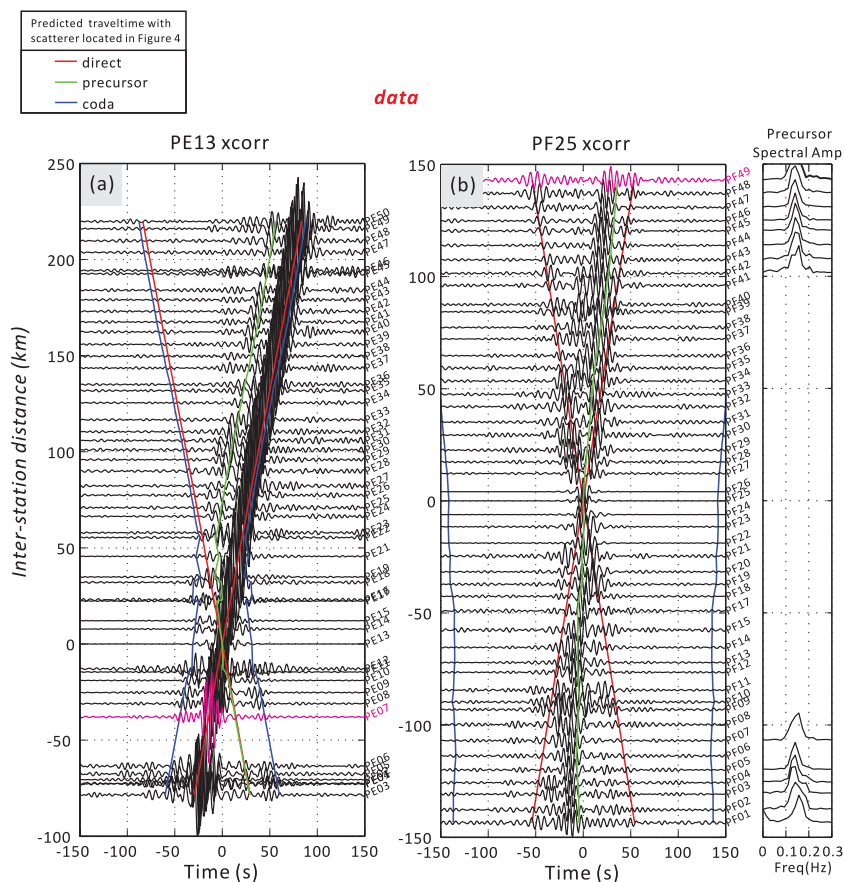 Predicted traveltime with
scatterer located in Figure 4
direct
precursor
coda
data
PE13 xcorr
(a)
Inter-station distance (km)
250
200
150
100
50
0
-50
-100
-150 -100 -50 0 50 100 150
Time (s)
PE50
PE49
PE48
PE47
PE46
PE44
PE43
PE42
PE41
PE40
PE39
PE38
PE37
PE36
PE35
PE34
PE33
PE32
PE31
PE30
PE29
PE28
PE27
PE26
PE25
PE24
PE23
PE22
PE21
PE19
PE18
PE15
PE14
PE13
PE12
PE10
PE09
PE08
PE07
PE06
PE03
PF25 xcorr
(b)
150
100
50
0
-50
-100
-150
-150 -100 -50 0 50 100 150
Time (s)
PF49
PF48
PF47
PF46
PF45
PF44
PF43
PF42
PF41
PF40
PF39
PF38
PF37
PF36
PF35
PF34
PF33
PF32
PF31
PF30
PF29
PF28
PF27
PF26
PF25
PF24
PF23
PF22
PF21
PF20
PF19
PF18
PF17
PF15
PF14
PF13
PF12
PF11
PF10
PF09
PF08
PF07
PF06
PF05
PF04
PF03
PF02
PF01
Precursor
Spectral Amp
0 0.1 0.2 0.3
Freq(Hz)